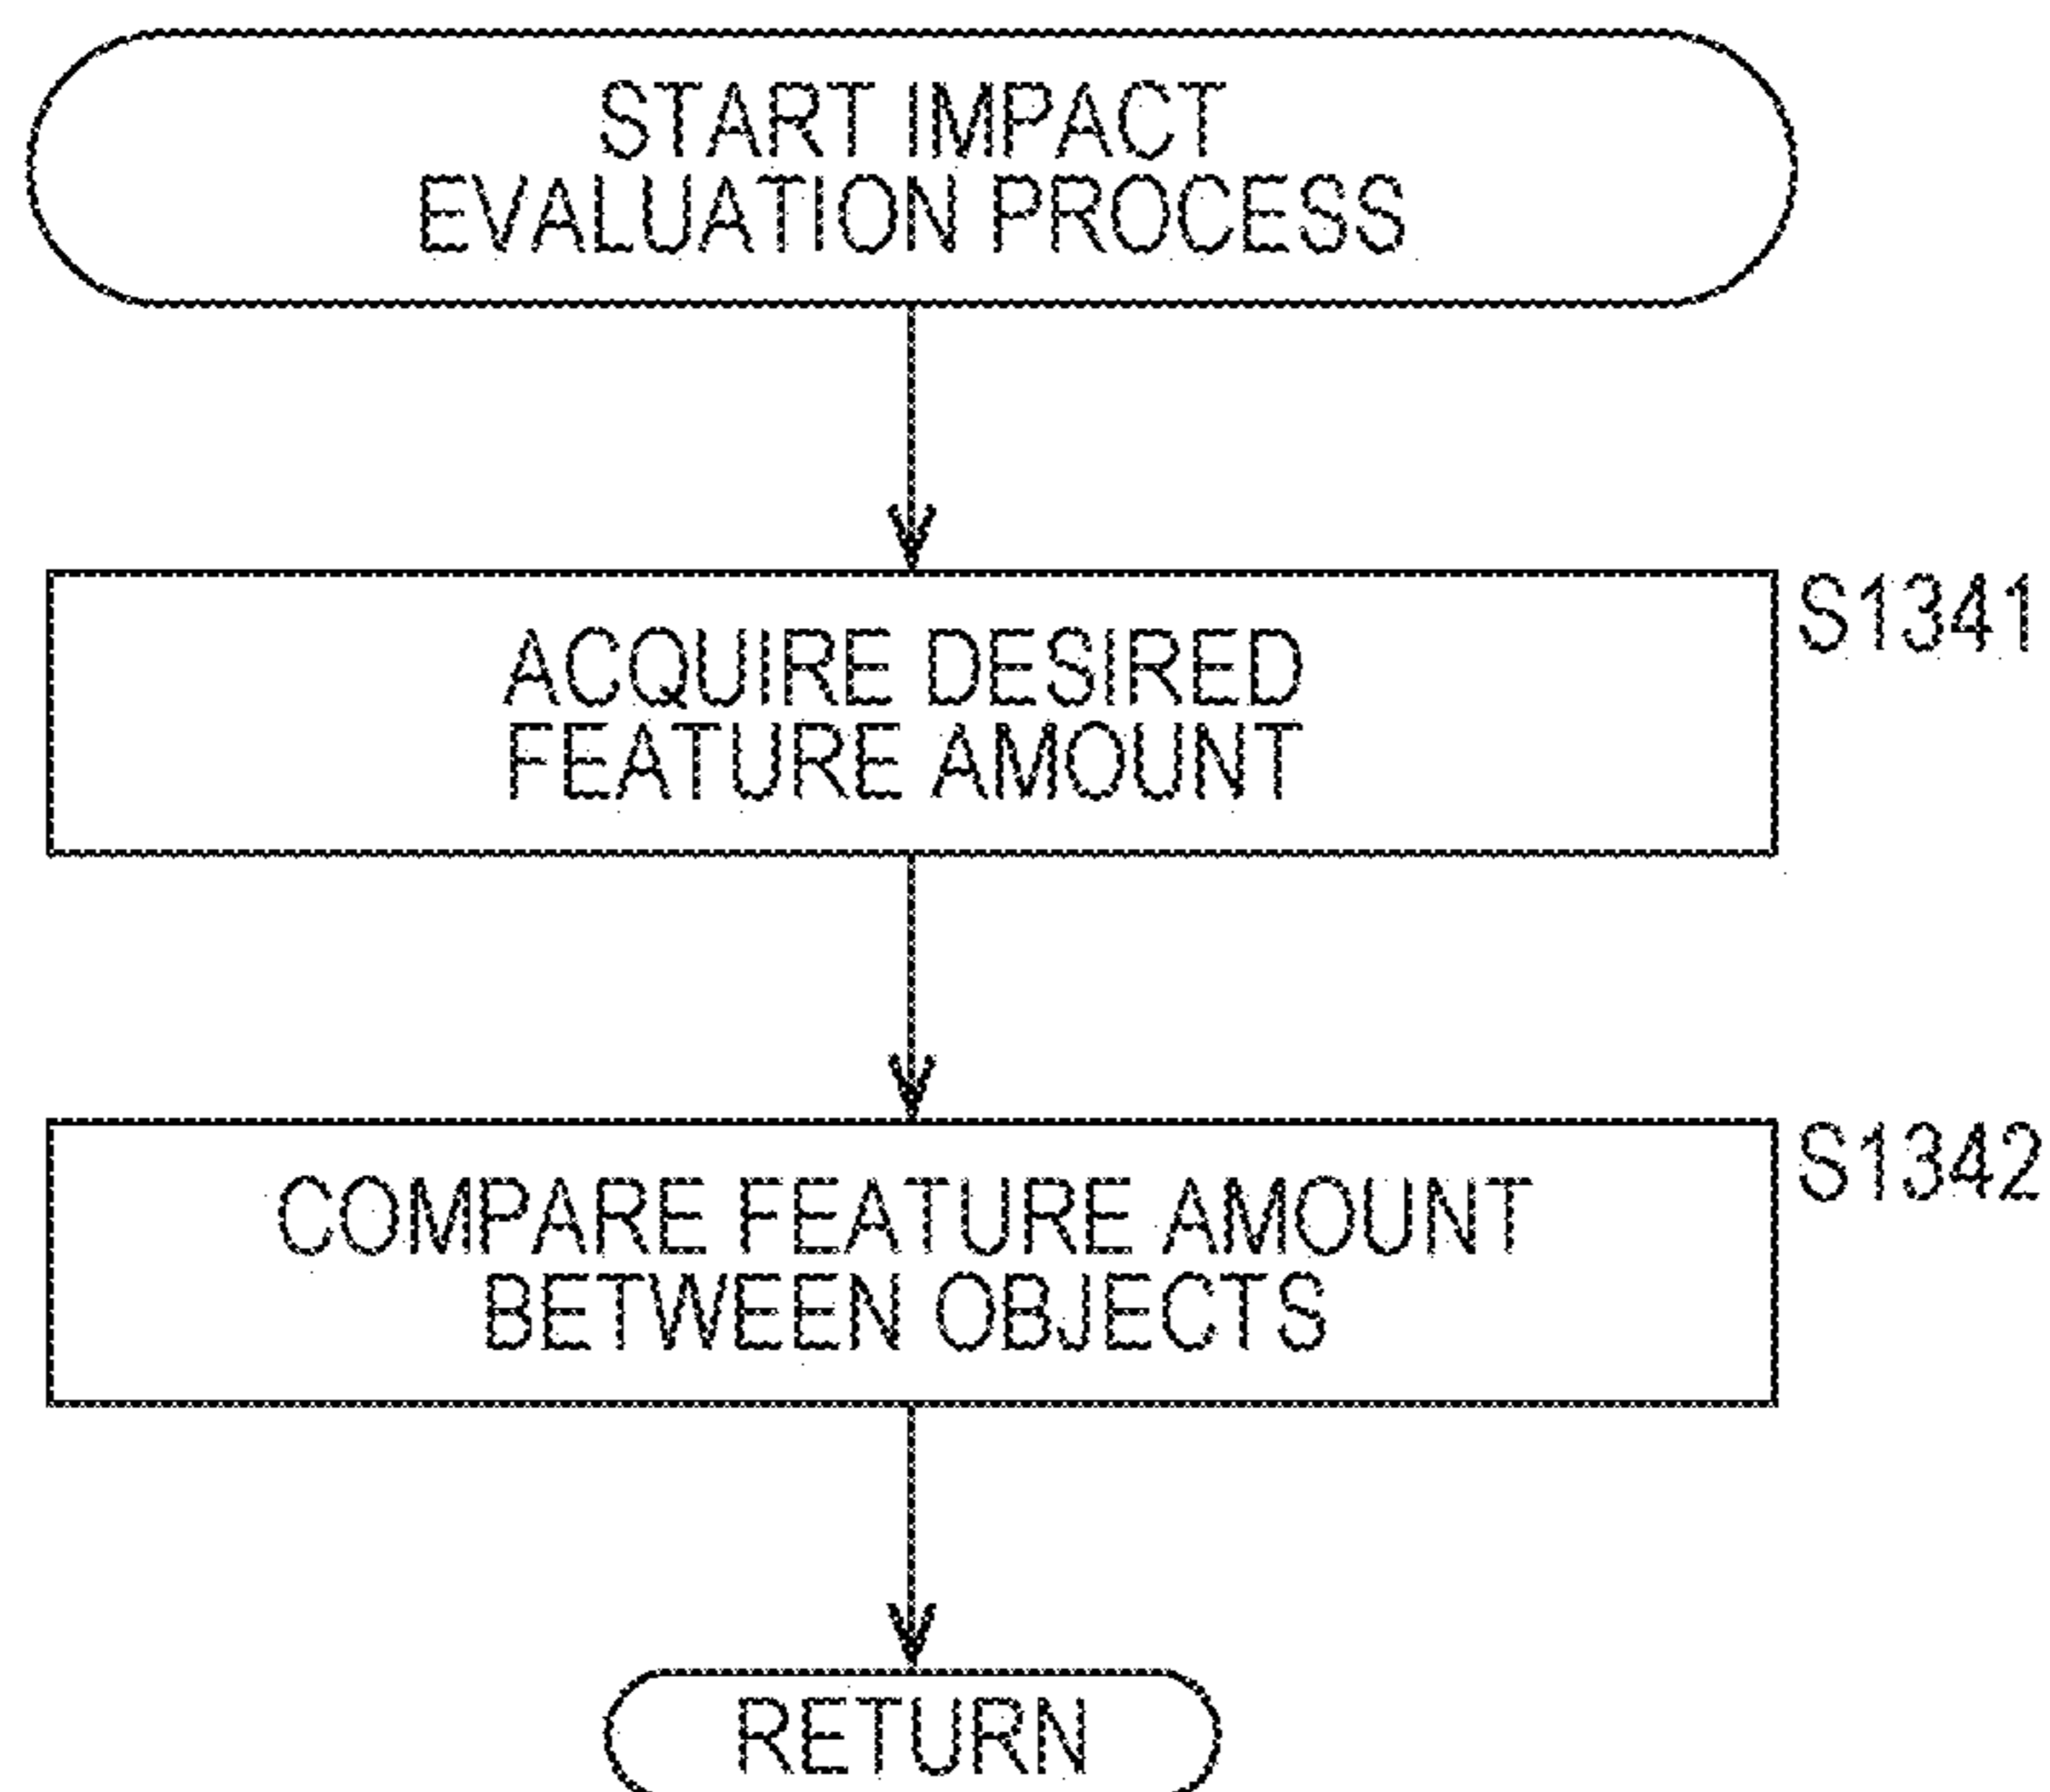 START IMPACT
EVALUATION PROCESS
S1341
ACQUIRE DESIRED
FEATURE AMOUNT
S1342
COMPARE FEATURE AMOUNT
BETWEEN OBJECTS
RETURN